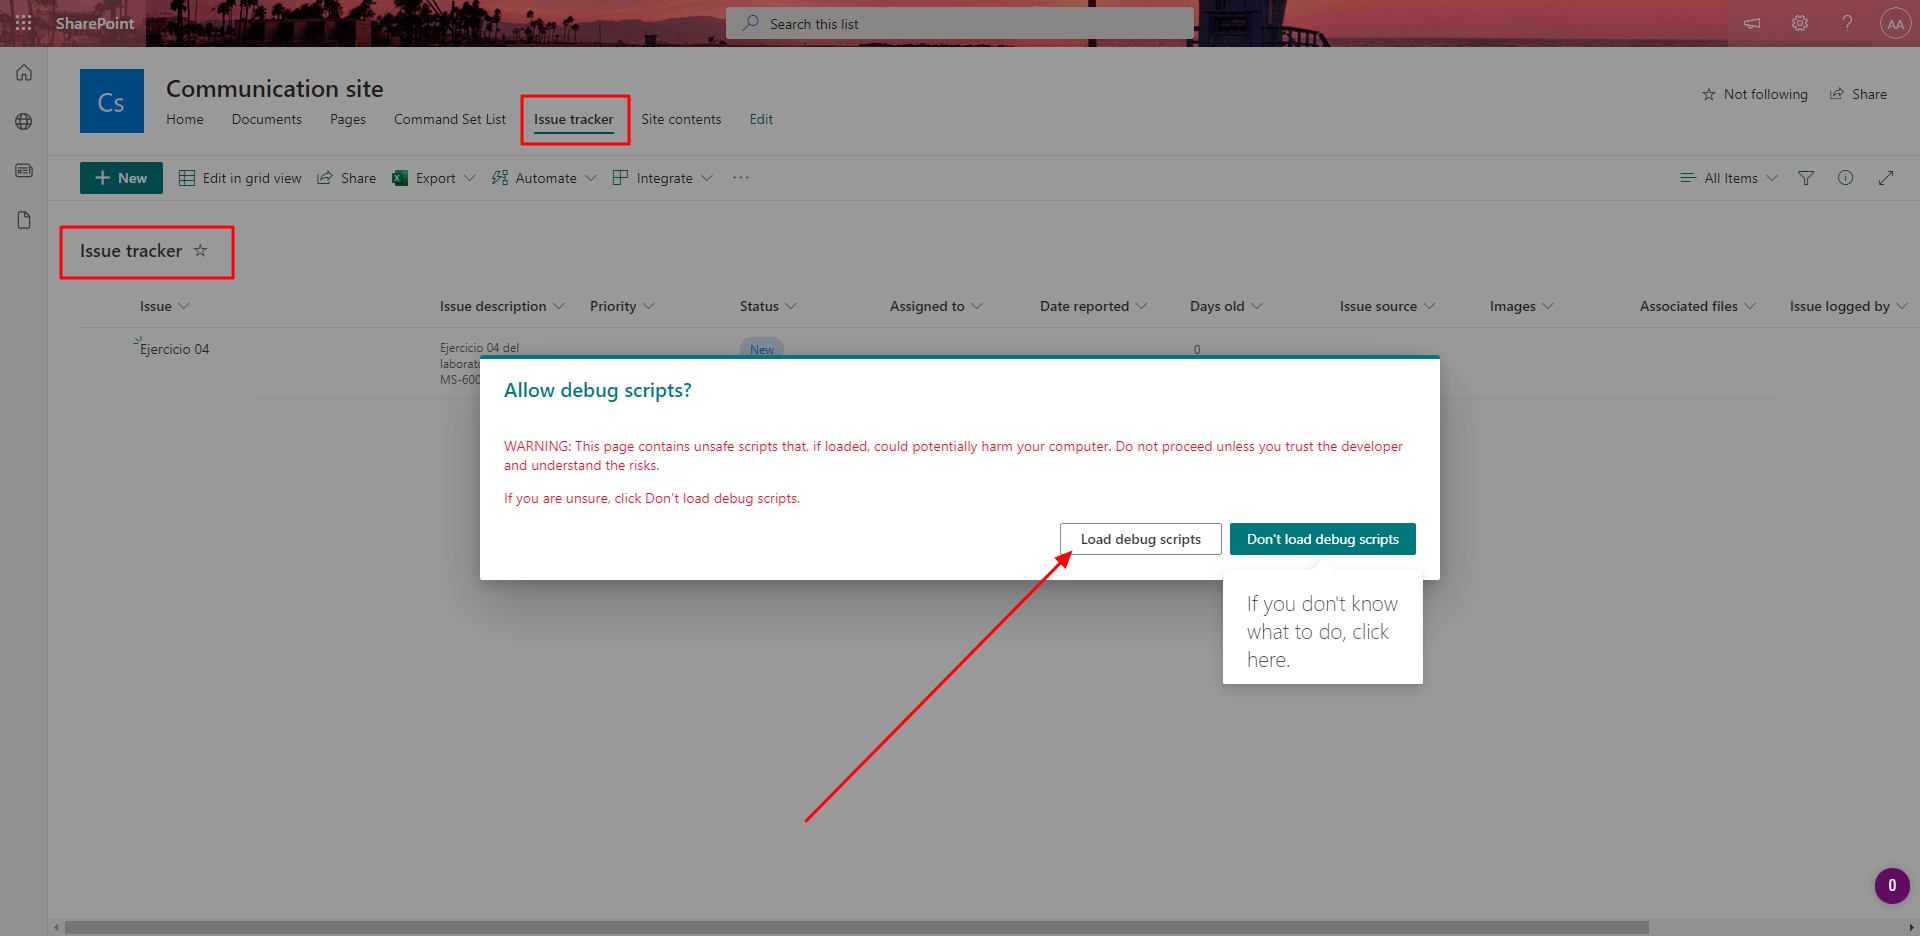 SharePoint
Search this list
AA
Cs
Communication site
Home Documents Pages Command Set List Issue tracker Site contents Edit
Not following Share
New Edit in grid view Share Export Automate Integrate ...
All Items
Issue tracker
Issue Issue description Priority Status Assigned to Date reported Days old Issue source Images Associated files Issue logged by
Ejercicio 04
Ejercicio 04 del
MS-600
New
0
Allow debug scripts?
WARNING: This page contains unsafe scripts that, if loaded, could potentially harm your computer. Do not proceed unless you trust the developer
and understand the risks.
If you are unsure, click Don't load debug scripts.
Load debug scripts Don't load debug scripts
If you don't know
what to do, click
here.
0